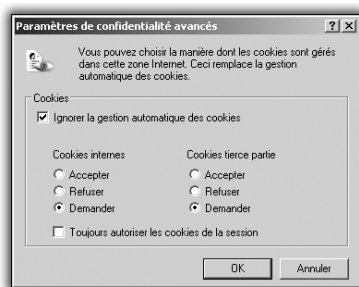 Paramètres de confidentialité avancés
Vous pouvez choisir la manière dont les cookies sont gérés
dans cette zone Internet. Ceci remplace la gestion
automatique des cookies.
Cookies
Ignorer la gestion automatique des cookies
Cookies internes
Cookies tierce partie
Accepter
Accepter
Refuser
Refuser
Demander
Demander
Toujours autoriser les cookies de la session
OK
Annuler